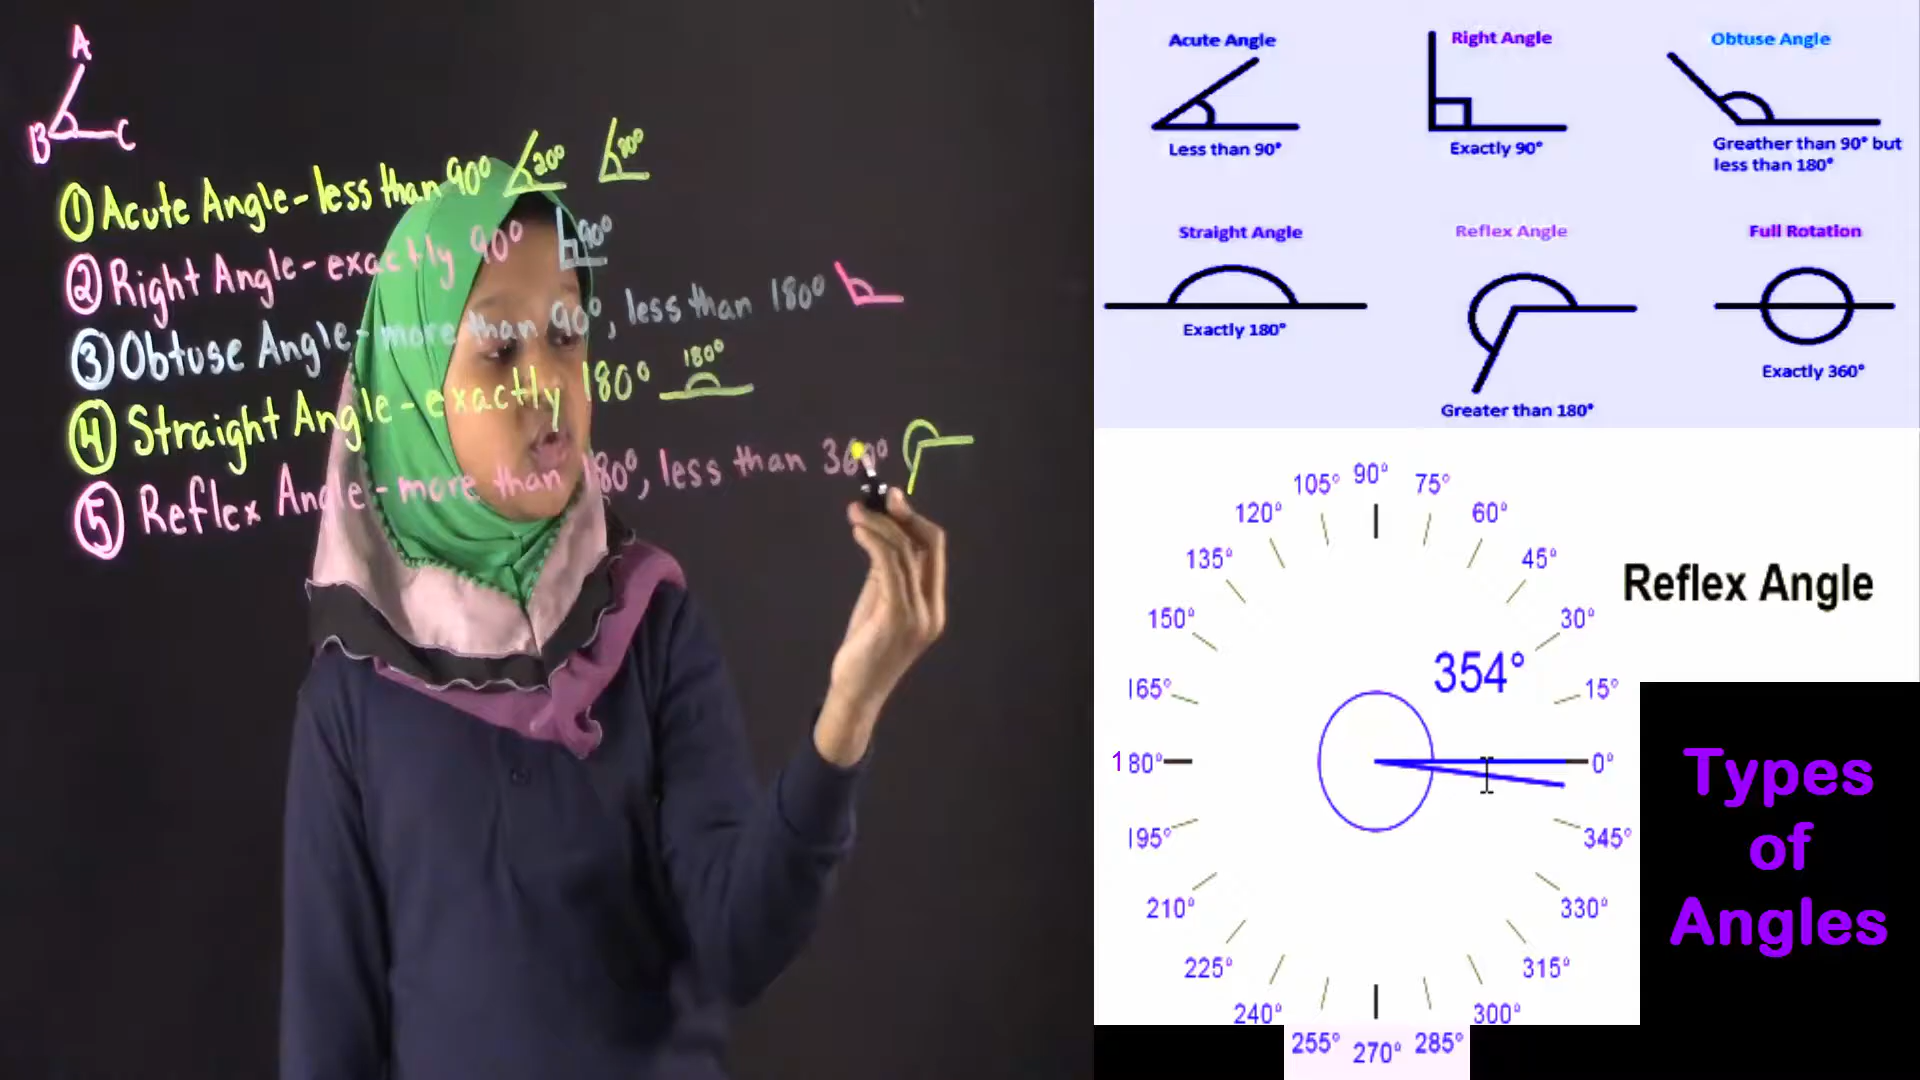 A
B C
① Acute Angle - less than 90° 20° 80°
② Right Angle - exactly 90° 90°
③ Obtuse Angle - more than 90°, less than 180°
④ Straight Angle - exactly 180° 180°
⑤ Reflex Angle - more than 180°, less than 360°
Acute Angle
Less than 90°
Right Angle
Exactly 90°
Obtuse Angle
Greather than 90° but
less than 180°
Straight Angle
Exactly 180°
Reflex Angle
Greater than 180°
Full Rotation
Exactly 360°
Reflex Angle
354°
0°
15°
30°
45°
60°
75°
90°
105°
120°
135°
150°
165°
180°
195°
210°
225°
240°
255°
270°
285°
300°
315°
330°
345°
Types
of
Angles